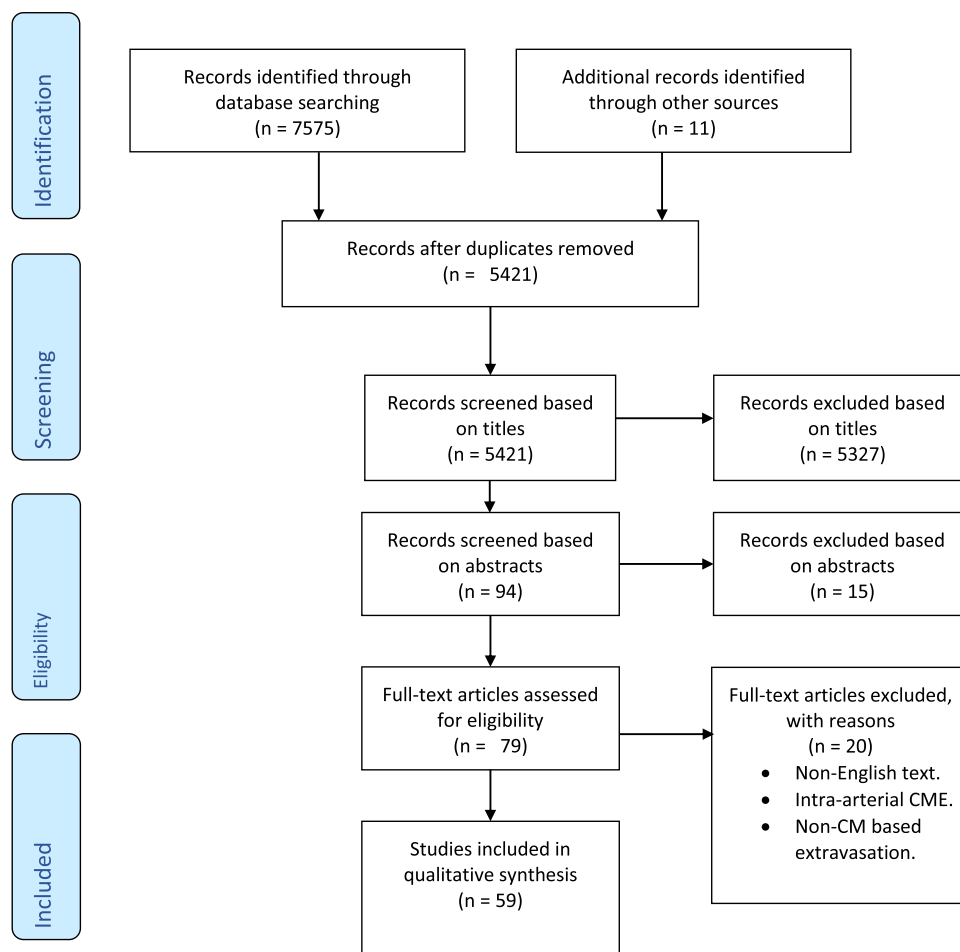 Identification
Records identified through
database searching
(n = 7575)
Additional records identified
through other sources
(n = 11)
Records after duplicates removed
(n = 5421)
Screening
Records screened based
on titles
(n = 5421)
Records excluded based
on titles
(n = 5327)
Records screened based
on abstracts
(n = 94)
Records excluded based
on abstracts
(n = 15)
Eligibility
Full-text articles assessed
for eligibility
(n = 79)
Full-text articles excluded,
with reasons
(n = 20)
• Non-English text.
• Intra-arterial CME.
• Non-CM based
extravasation.
Included
Studies included in
qualitative synthesis
(n = 59)